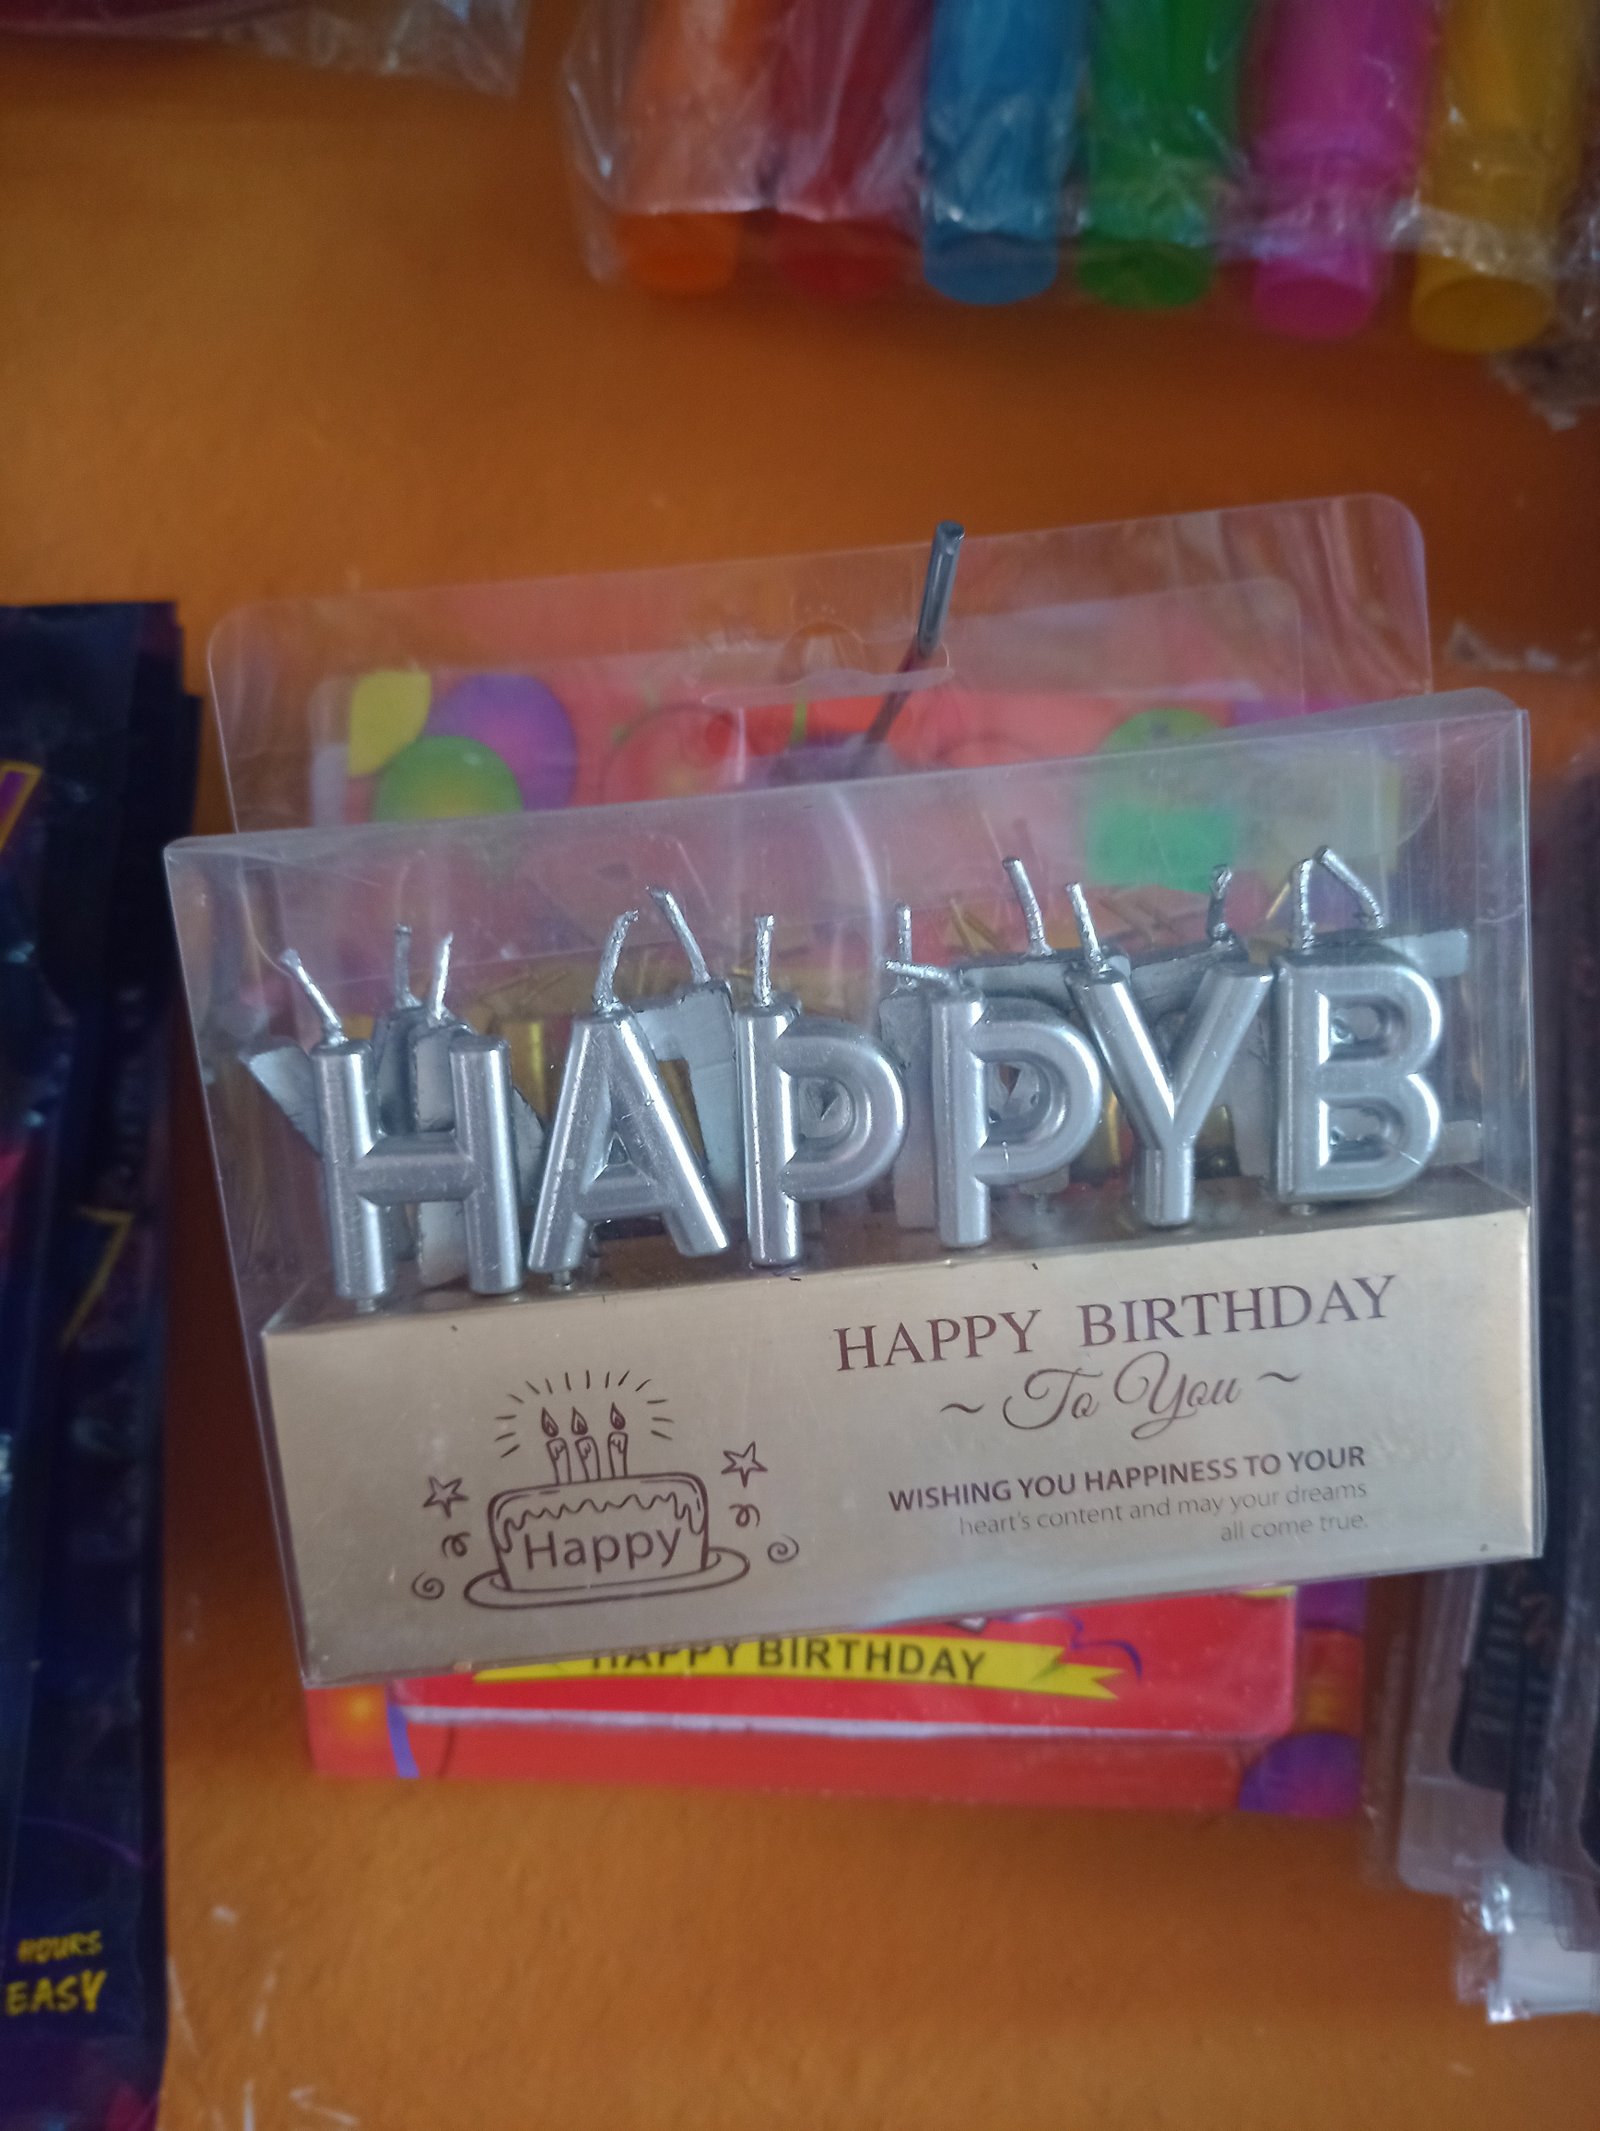 HAPPYB
HAPPY BIRTHDAY
~ To You ~
WISHING YOU HAPPINESS TO YOUR
heart's content and may your dreams
all come true.
Happy
HAPPY BIRTHDAY
HOURS
EASY